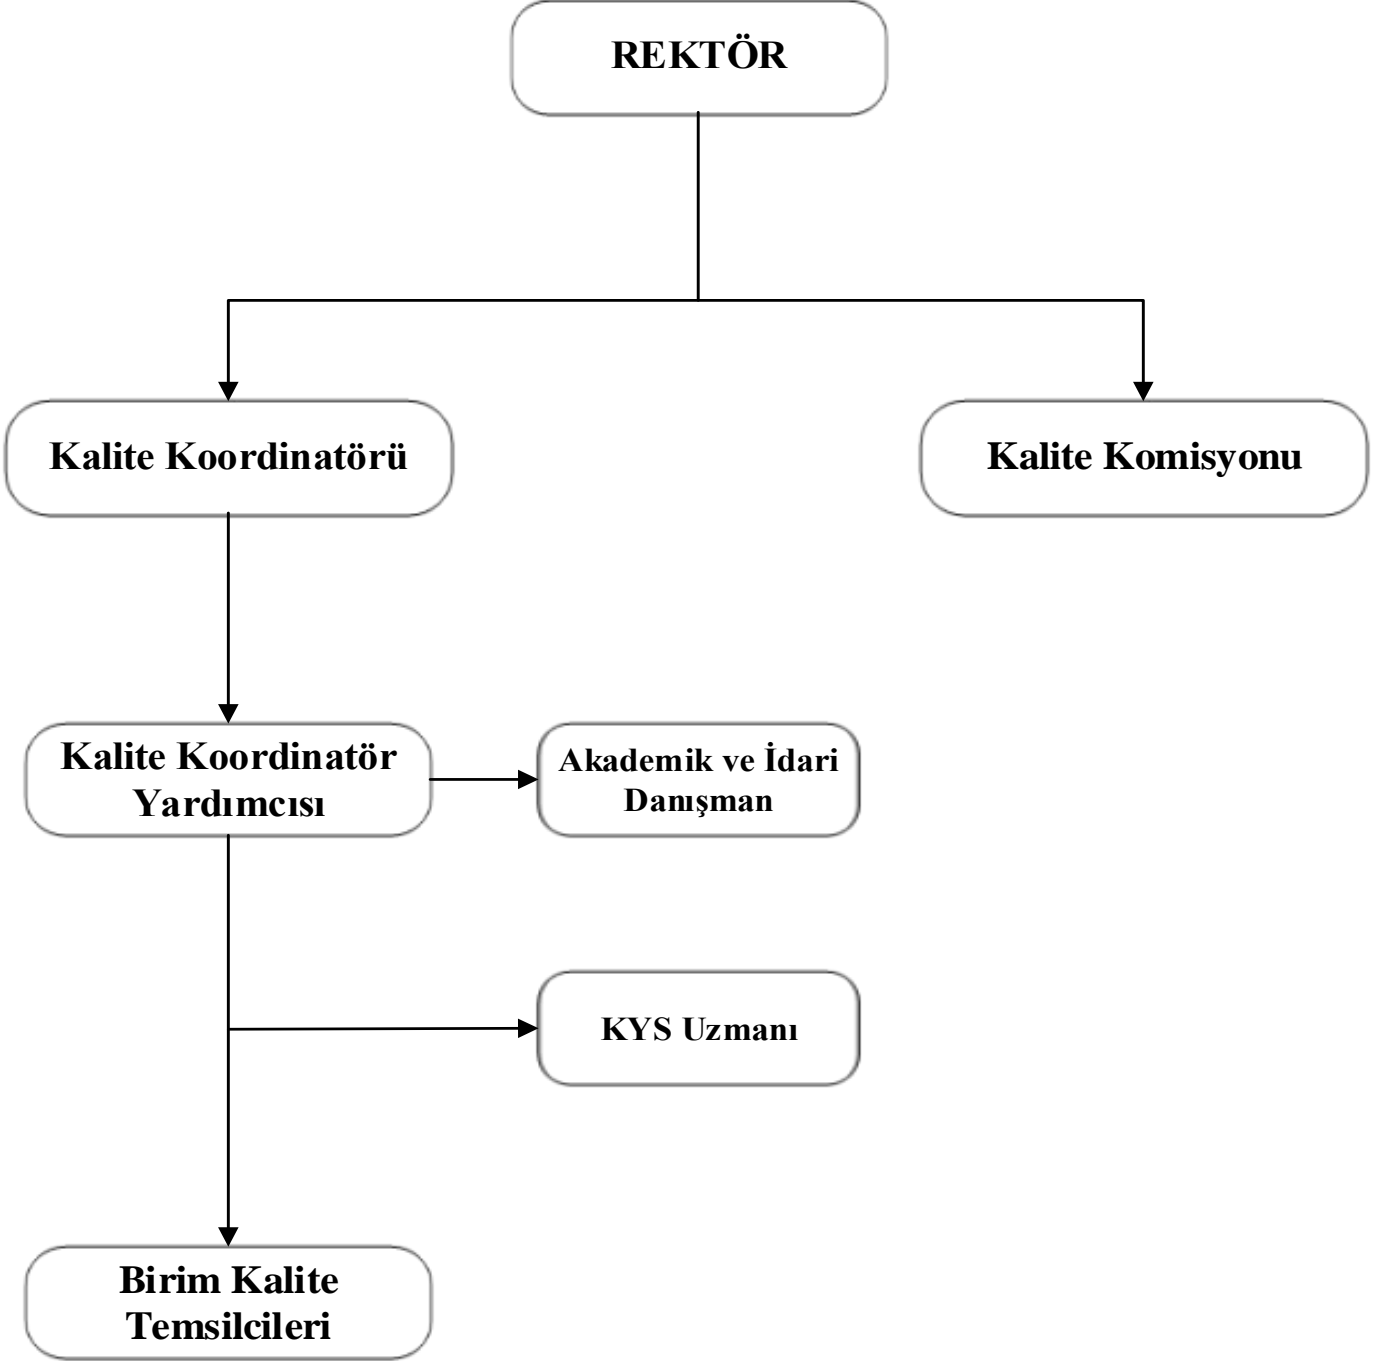 REKTÖR
Kalite Koordinatörü
Kalite Komisyonu
Kalite Koordinatör
Yardımcısı
Akademik ve İdari
Danışman
KYS Uzmanı
Birim Kalite
Temsilcileri